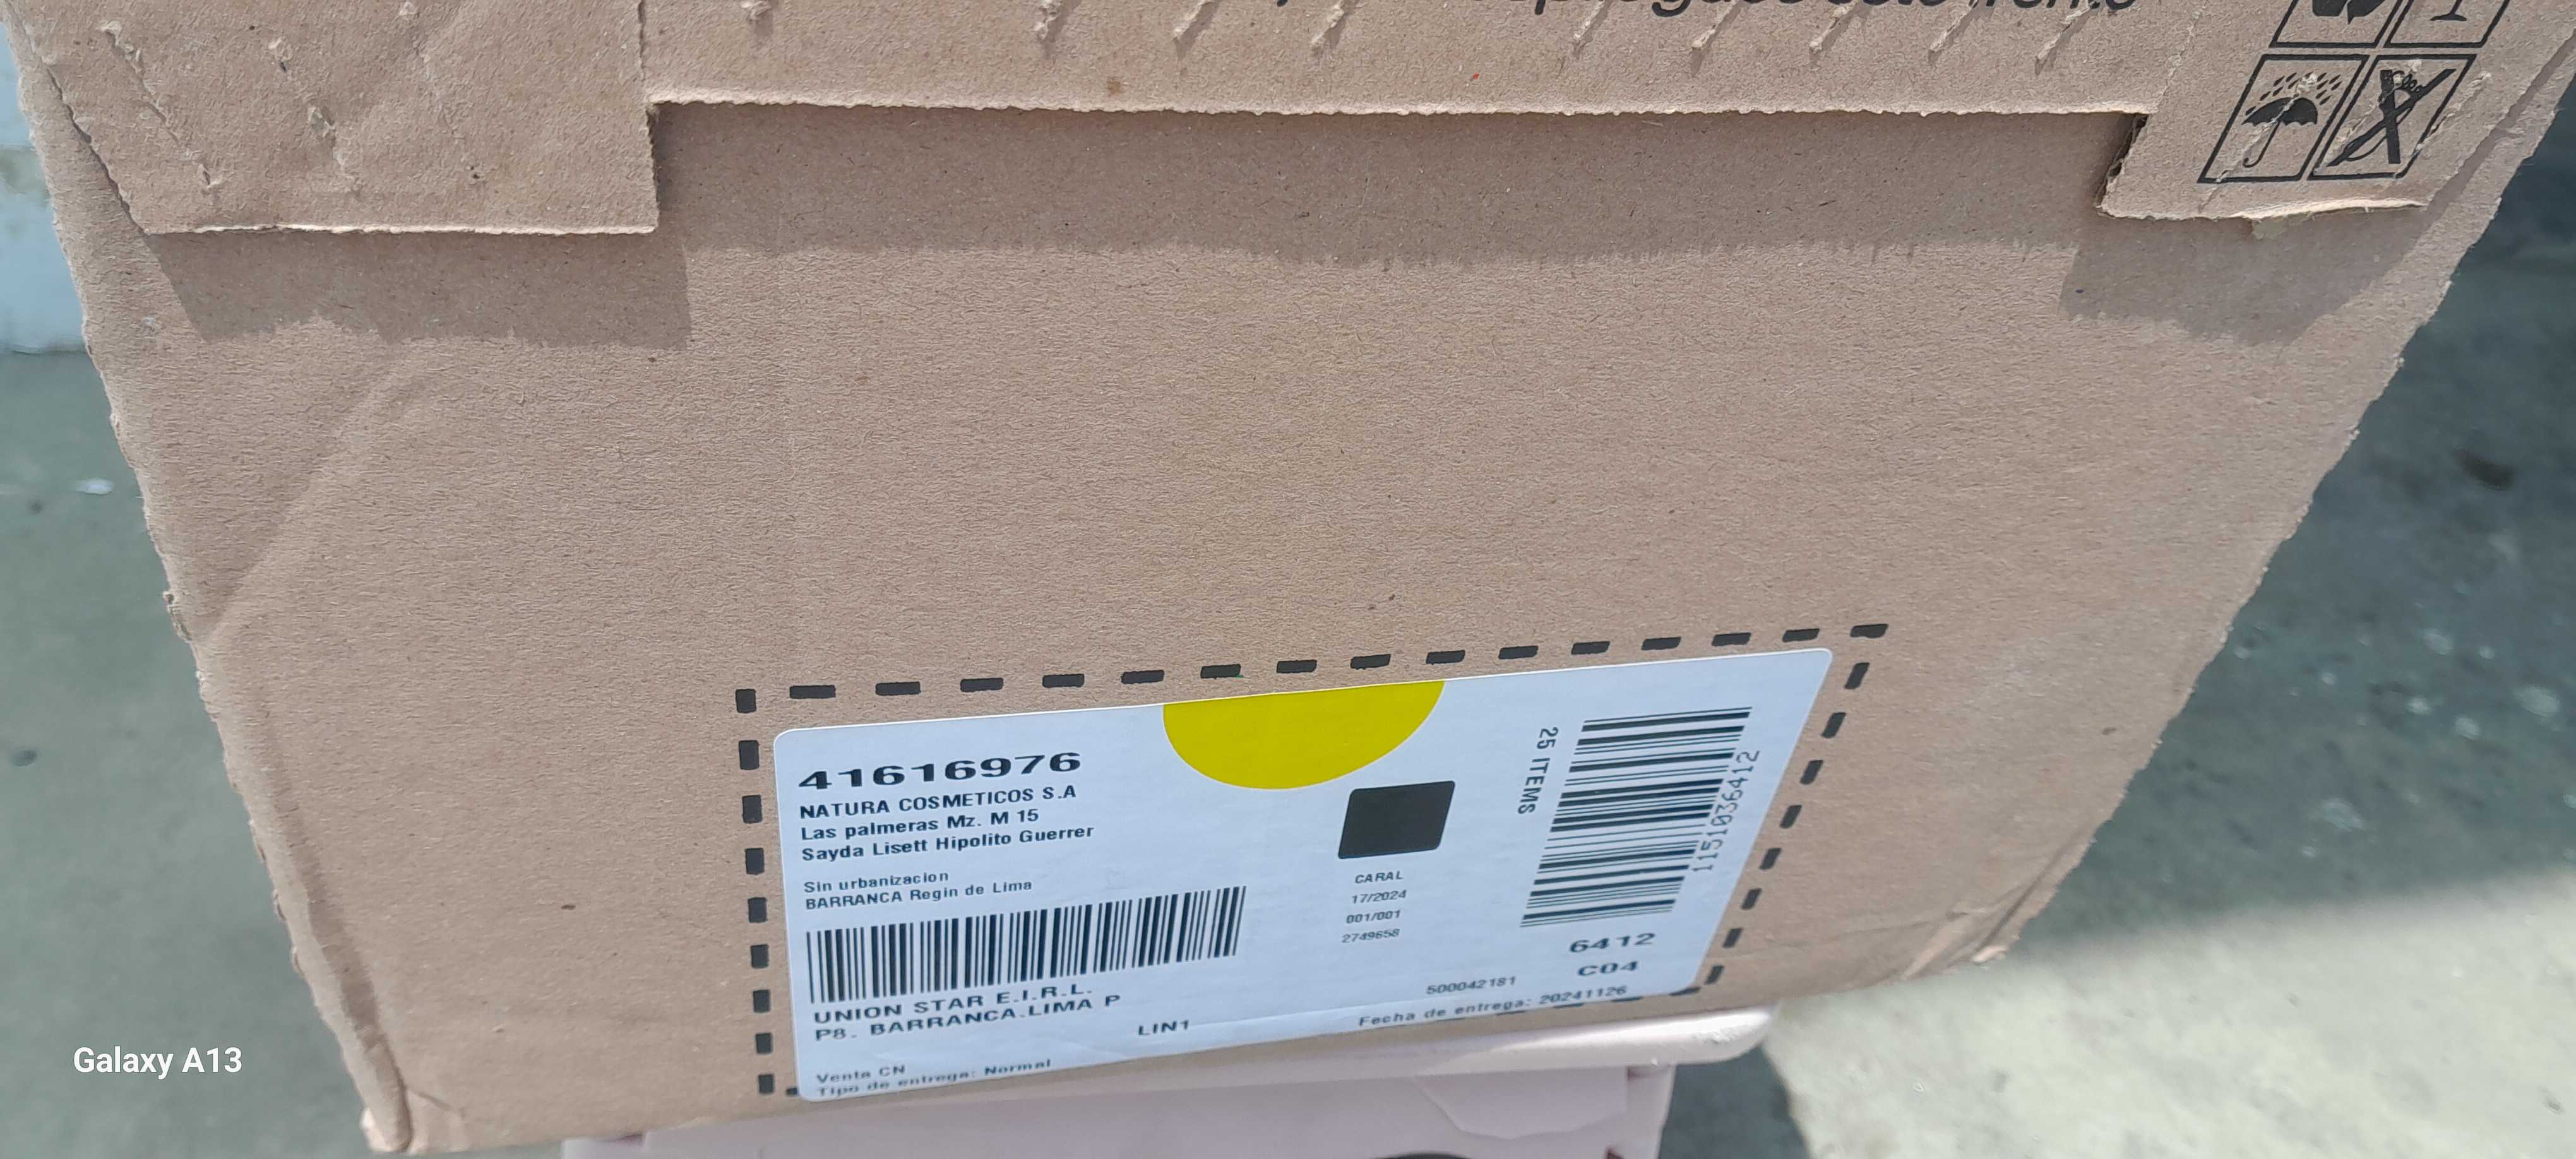 41616976
NATURA COSMETICOS S.A
Las palmeras Mz. M 15
Sayda Lisett Hipolito Guerrer
Sin urbanizacion
BARRANCA Regin de Lima
UNION STAR E.I.R.L.
P8. BARRANCA.LIMA P
LIN1
Venta CN
Tipo de entrega: Normal
CARAL
17/2024
001/001
2749658
25 ITEMS
1151036412
6412
C04
500042181
Fecha de entrega: 20241126
Galaxy A13